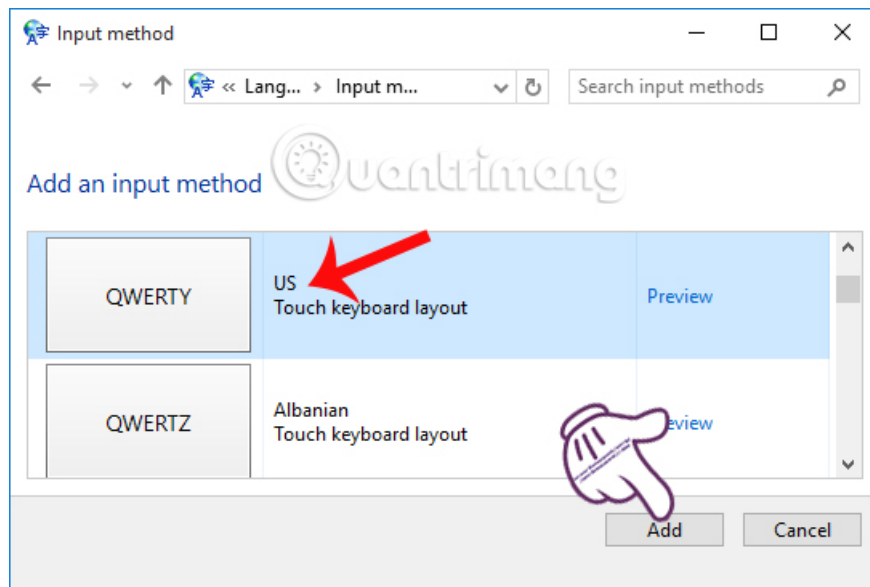 Input method
« Lang... › Input m...
Search input methods
Quantrimang
Add an input method
QWERTY
US
Touch keyboard layout
Preview
QWERTZ
Albanian
Touch keyboard layout
eview
Add
Cancel